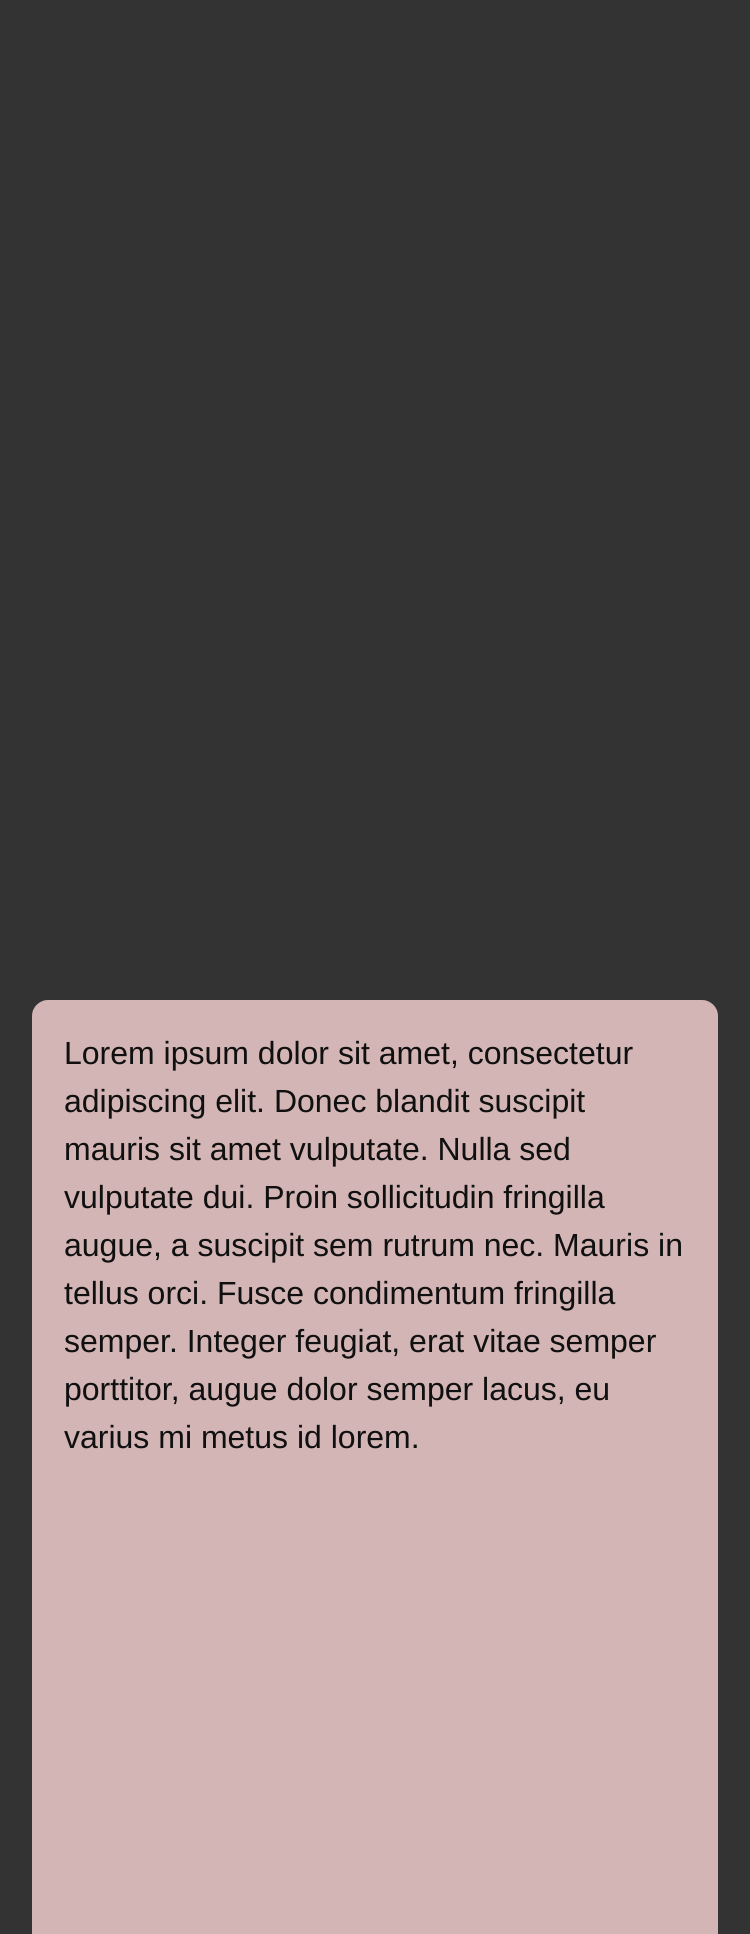 Lorem ipsum dolor sit amet, consectetur
adipiscing elit. Donec blandit suscipit
mauris sit amet vulputate. Nulla sed
vulputate dui. Proin sollicitudin fringilla
augue, a suscipit sem rutrum nec. Mauris in
tellus orci. Fusce condimentum fringilla
semper. Integer feugiat, erat vitae semper
porttitor, augue dolor semper lacus, eu
varius mi metus id lorem.